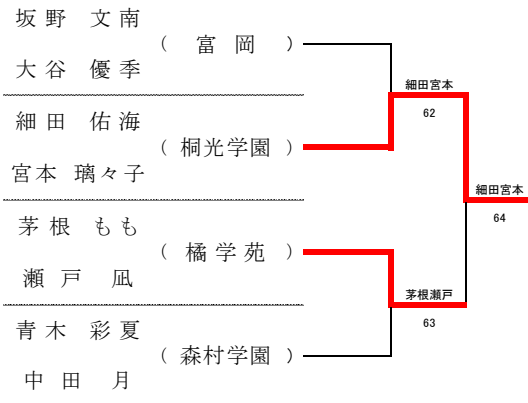 坂野 文南
( 富岡 )
大谷 優季
細田宮本
62
細田 佑海
( 桐光学園 )
宮本 璃々子
細田宮本
64
茅根 もも
( 橘学苑 )
瀬戸 凪
茅根瀬戸
63
青木 彩夏
( 森村学園 )
中田 月